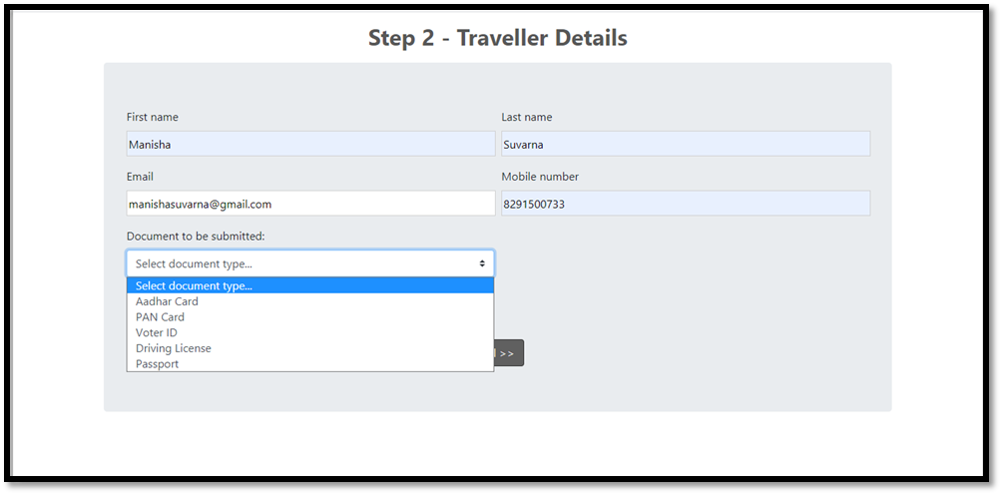 Step 2 - Traveller Details
First name
Last name
Manisha
Suvarna
Email
Mobile number
manishasuvarna@gmail.com
8291500733
Document to be submitted:
Select document type...
Select document type...
Aadhar Card
PAN Card
Voter ID
Driving License
>>
Passport